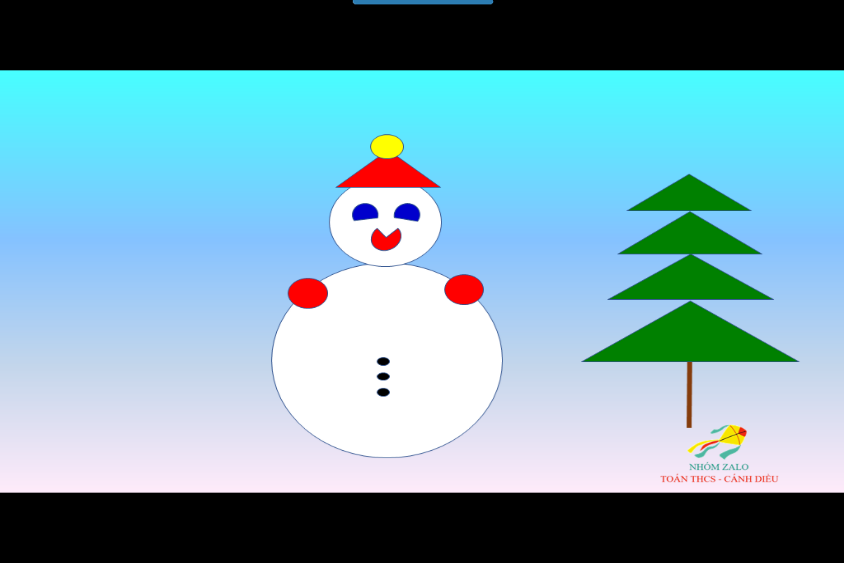 NHÓM ZALO
TOÁN THCS - CÁNH DIỀU